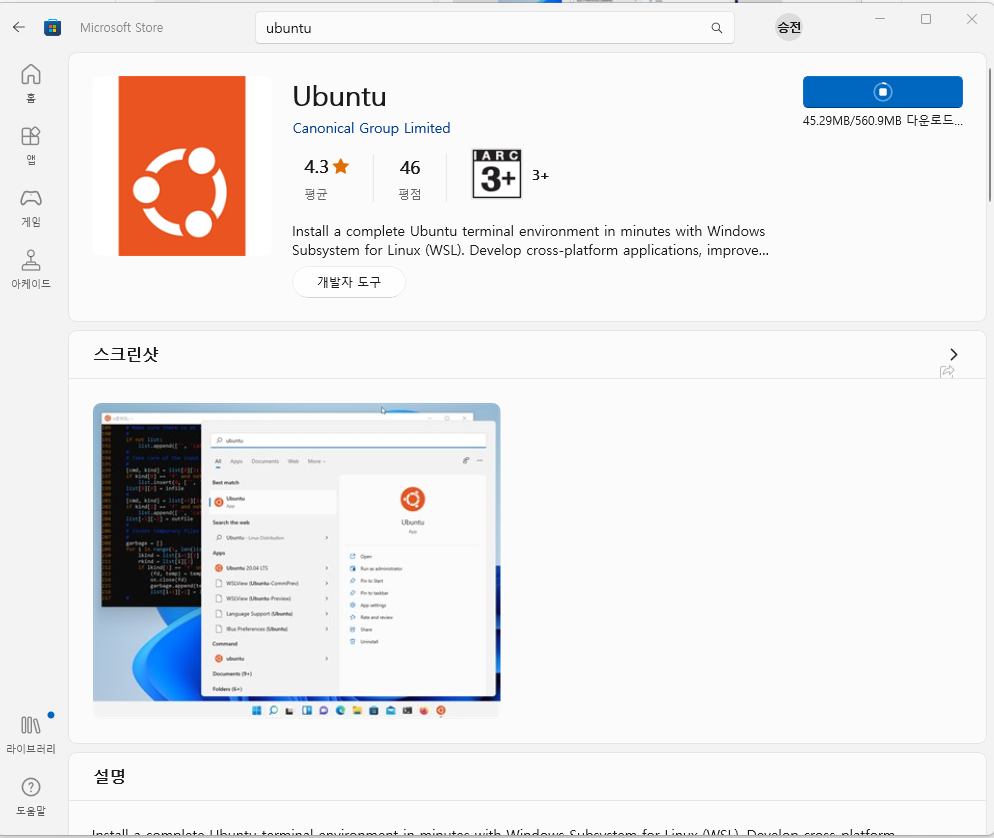 Microsoft Store
ubuntu
승전
홈
앱
게임
아케이드
라이브러리
도움말
Ubuntu
Canonical Group Limited
4.3
평균
46
평점
IARC
3+
3+
Install a complete Ubuntu terminal environment in minutes with Windows
Subsystem for Linux (WSL). Develop cross-platform applications, improve...
개발자 도구
45.29MB/560.9MB 다운로드...
스크린샷
ubuntu
All Apps Documents Web More
Best match
Ubuntu
App
Search the web
Ubuntu - Linux Distribution
Apps
Ubuntu 20.04 LTS
WSLView (Ubuntu-CommPrev)
WSLView (Ubuntu-Preview)
Language Support (Ubuntu)
IBus Preferences (Ubuntu)
Command
ubuntu
Documents (9+)
Folders (6+)
Ubuntu
App
Open
Run as administrator
Pin to Start
Pin to taskbar
App settings
Rate and review
Share
Uninstall
설명
Install a complete Ubuntu terminal environment in minutes with Windows Subsystem for Linux (WSL). Develop cross-platform